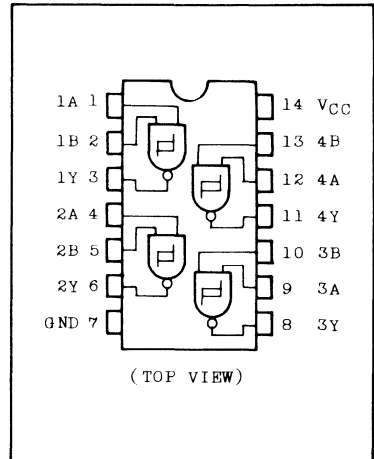 1A 1 14 VCC
1B 2 13 4B
1Y 3 12 4A
2A 4 11 4Y
2B 5 10 3B
2Y 6 9 3A
GND 7 8 3Y
(TOP VIEW)